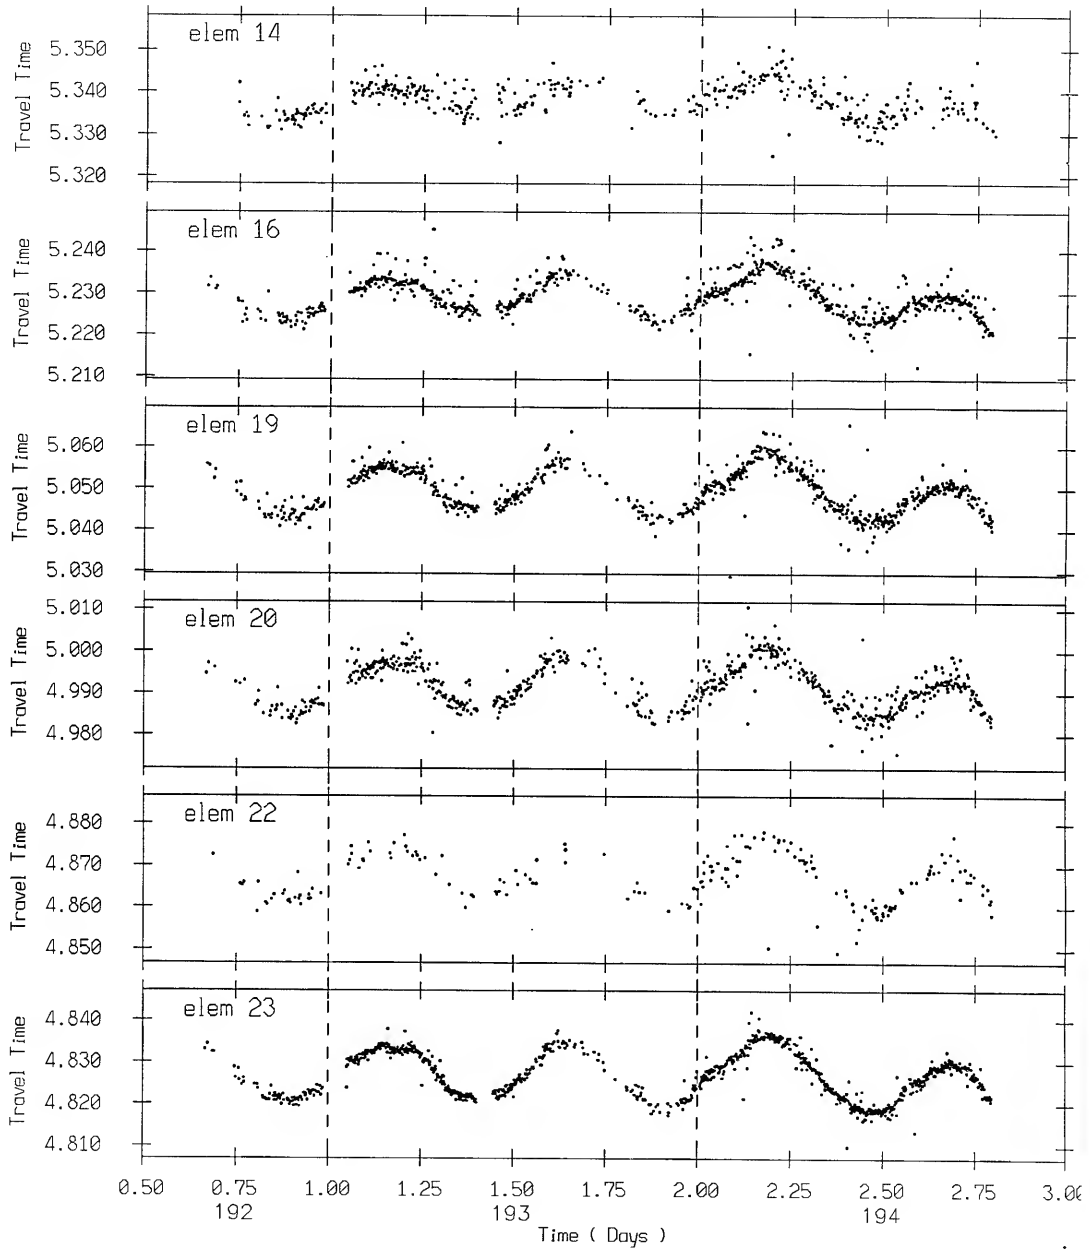 elem 14
Travel Time
5.350
5.340
5.330
5.320
elem 16
Travel Time
5.240
5.230
5.220
5.210
elem 19
Travel Time
5.060
5.050
5.040
5.030
elem 20
Travel Time
5.010
5.000
4.990
4.980
elem 22
Travel Time
4.880
4.870
4.860
4.850
elem 23
Travel Time
4.840
4.830
4.820
4.810
0.50 0.75 1.00 1.25 1.50 1.75 2.00 2.25 2.50 2.75 3.00
192 193 194
Time ( Days )